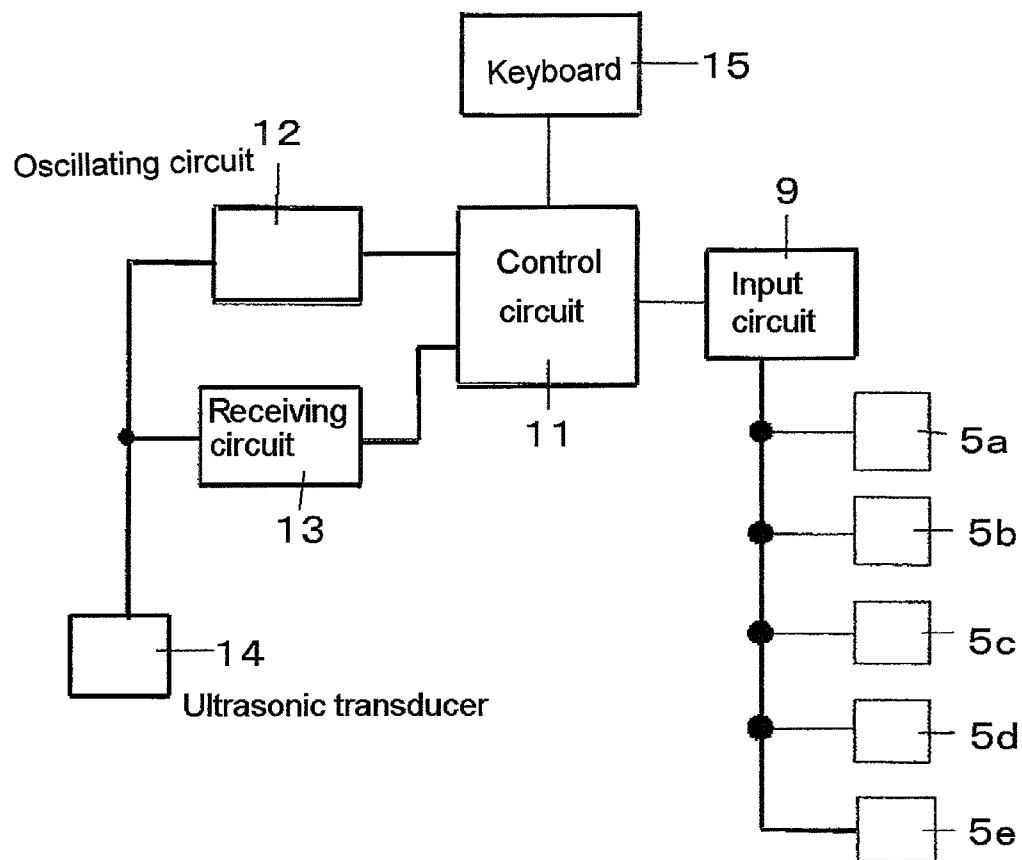 Keyboard
15
12
Oscillating circuit
9
Control
circuit
Input
circuit
Receiving
circuit
11
5a
13
5b
5c
14
Ultrasonic transducer
5d
5e